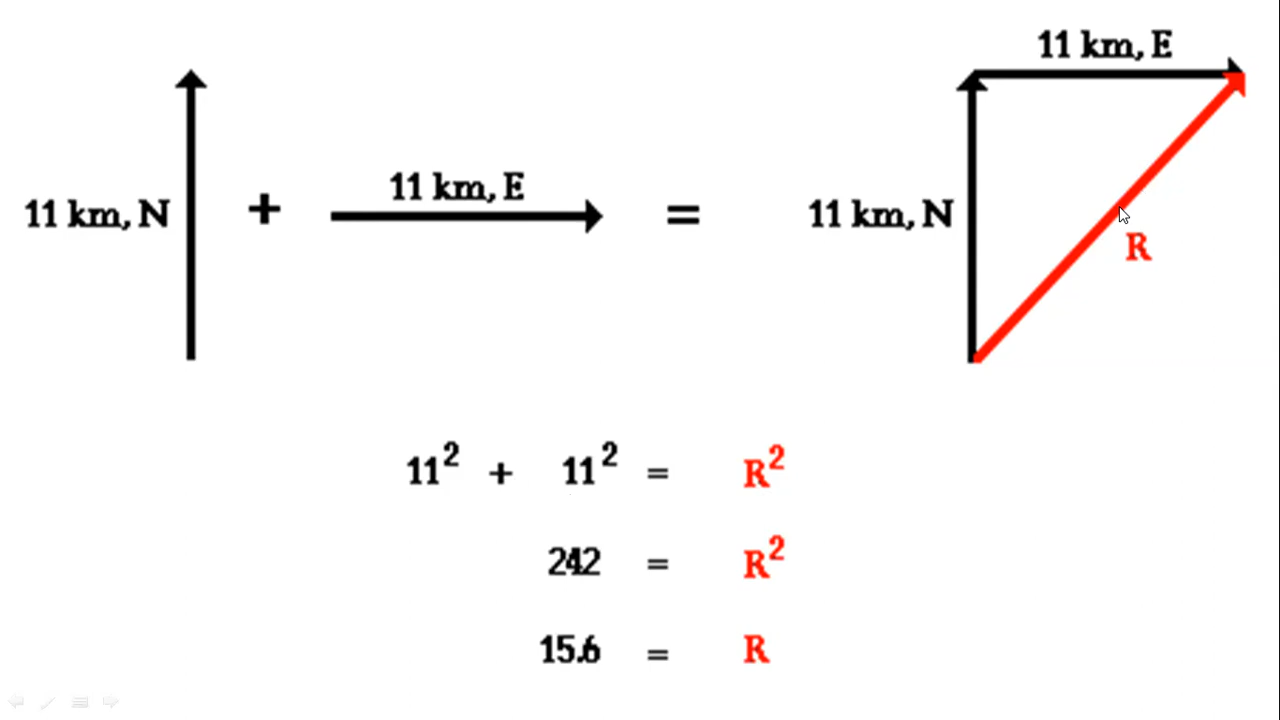 11 km, E
11 km, N + 11 km, E = 11 km, N
R
11² + 11² = R²
242 = R²
15.6 = R